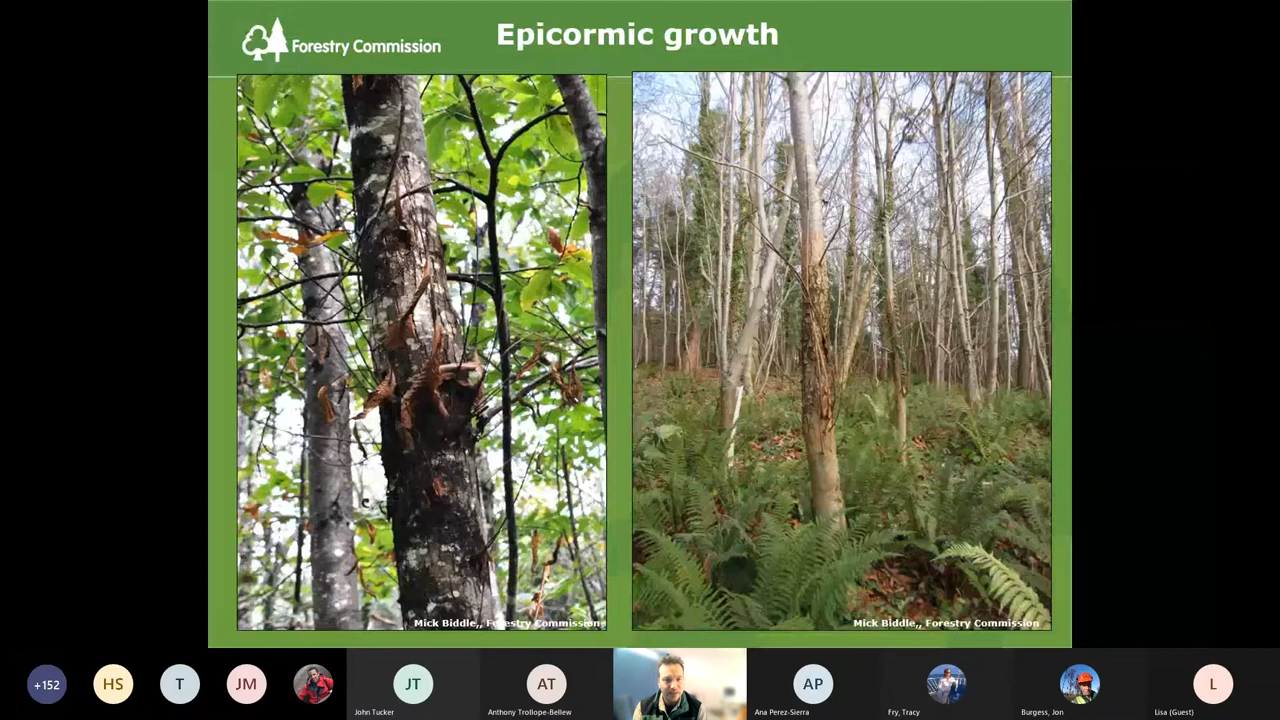 Forestry Commission
Epicormic growth
Mick Biddle,, Forestry Commission
Mick Biddle,, Forestry Commission
+152
HS
T
JM
JT
John Tucker
AT
Anthony Trollope-Bellew
AP
Ana Perez-Sierra
Fry, Tracy
Burgess, Jon
L
Lisa (Guest)